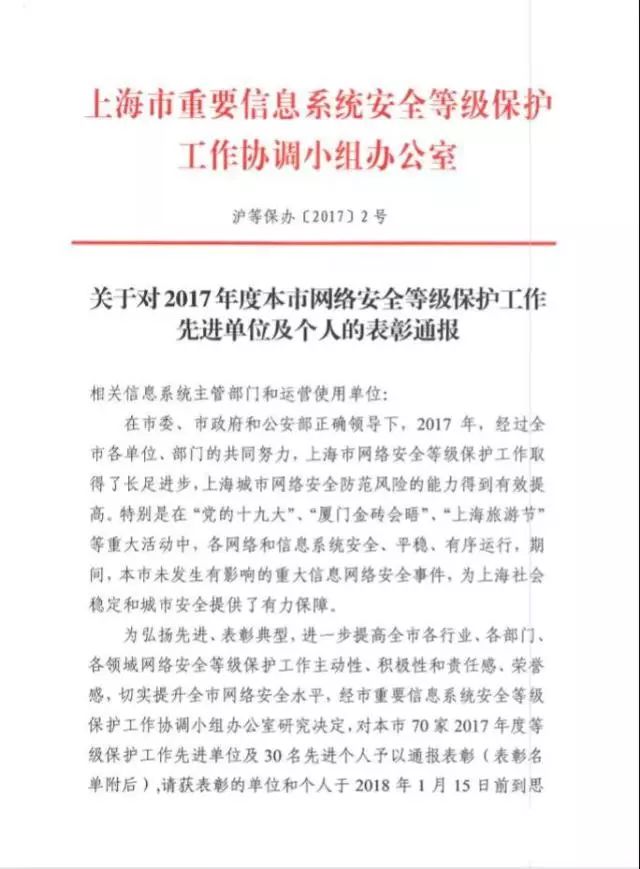 上海市重要信息系统安全等级保护
工作协调小组办公室
沪等保办〔2017〕2号
关于对2017年度本市网络安全等级保护工作
先进单位及个人的表彰通报
相关信息系统主管部门和运营使用单位：
在市委、市政府和公安部正确领导下，2017 年，经过全
市各单位、部门的共同努力，上海市网络安全等级保护工作取
得了长足进步，上海城市网络安全防范风险的能力得到有效提
高。特别是在“党的十九大”、“厦门金砖会晤”、“上海旅游节”
等重大活动中，各网络和信息系统安全、平稳、有序运行，期
间，本市未发生有影响的重大信息网络安全事件，为上海社会
稳定和城市安全提供了有力保障。
为弘扬先进、表彰典型，进一步提高全市各行业、各部门、
各领域网络安全等级保护工作主动性、积极性和责任感、荣誉
感，切实提升全市网络安全水平，经市重要信息系统安全等级
保护工作协调小组办公室研究决定，对本市 70 家 2017 年度等
级保护工作先进单位及 30 名先进个人予以通报表彰（表彰名
单附后），请获表彰的单位和个人于 2018 年 1 月 15 日前到思